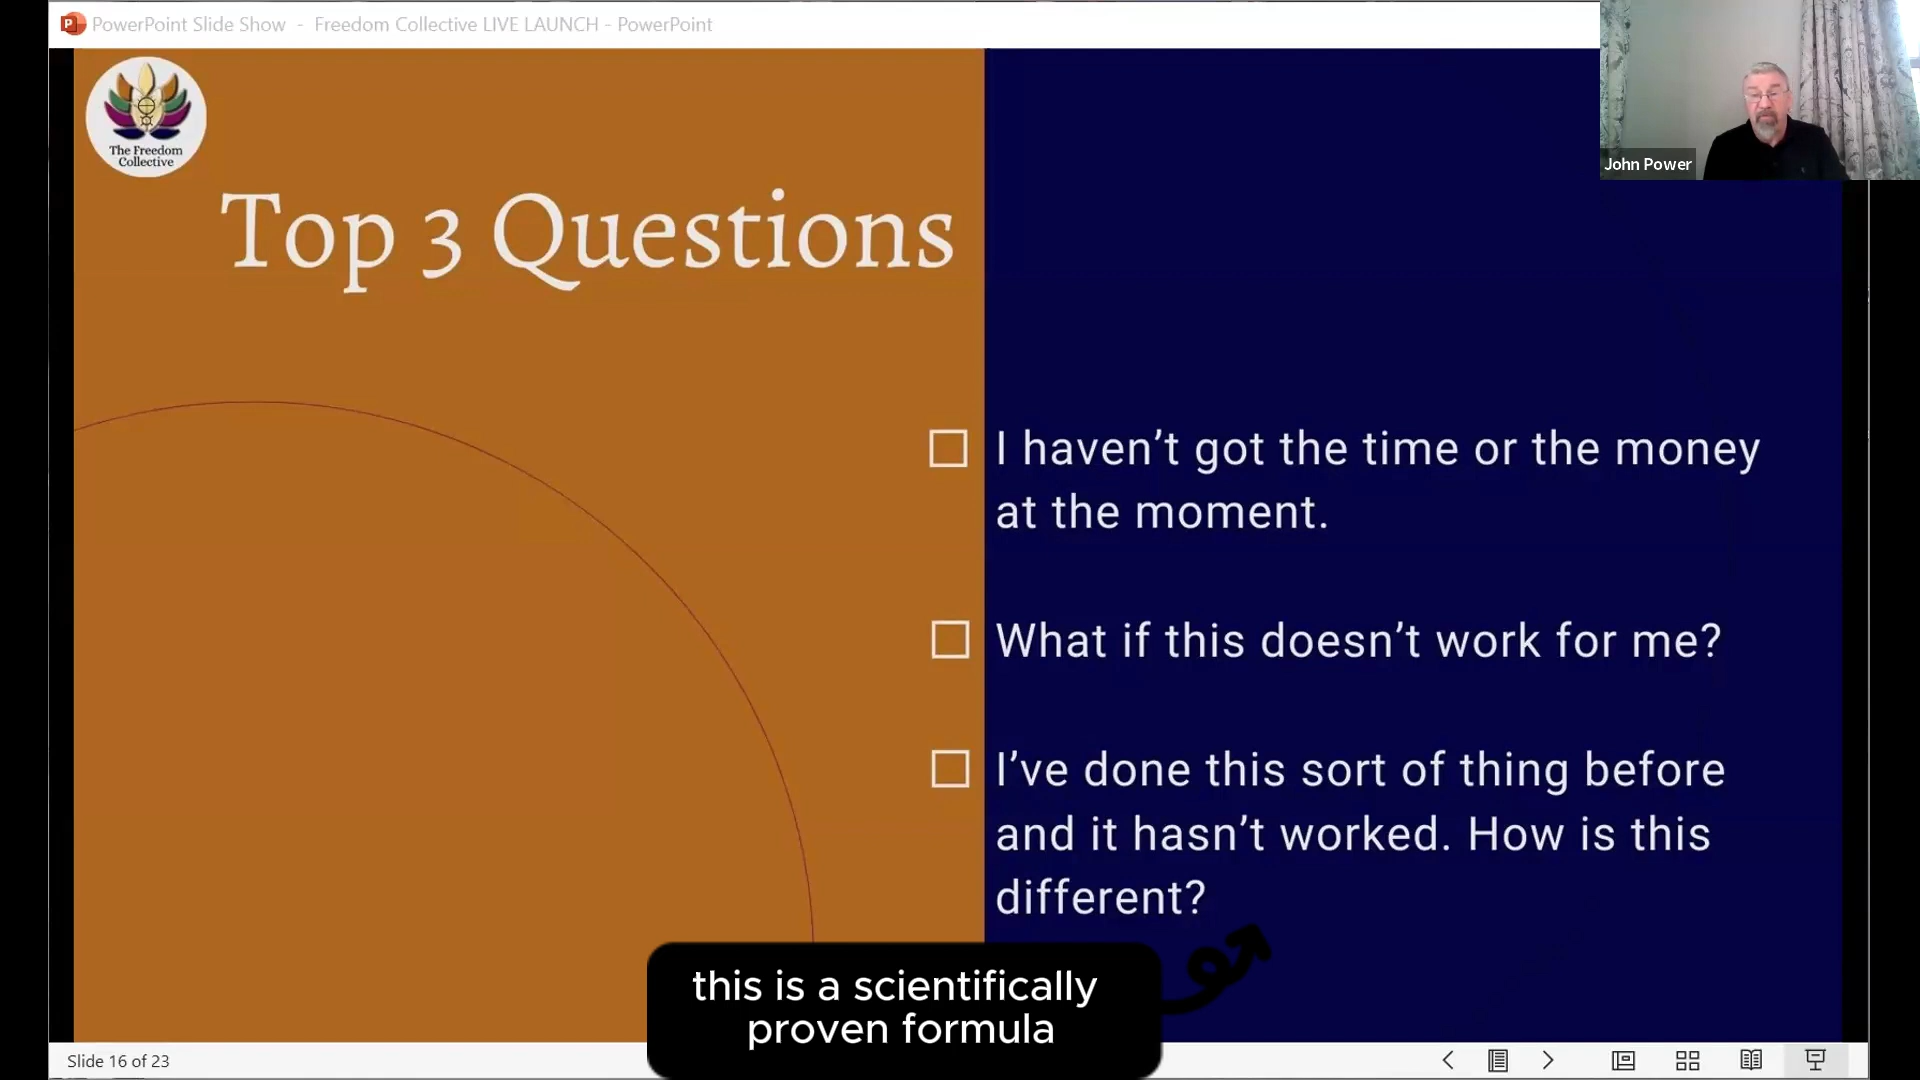 PowerPoint Slide Show - Freedom Collective LIVE LAUNCH - PowerPoint
The Freedom
Collective
John Power
Top 3 Questions
I haven't got the time or the money
at the moment.
What if this doesn't work for me?
I've done this sort of thing before
and it hasn't worked. How is this
different?
this is a scientifically
proven formula
Slide 16 of 23